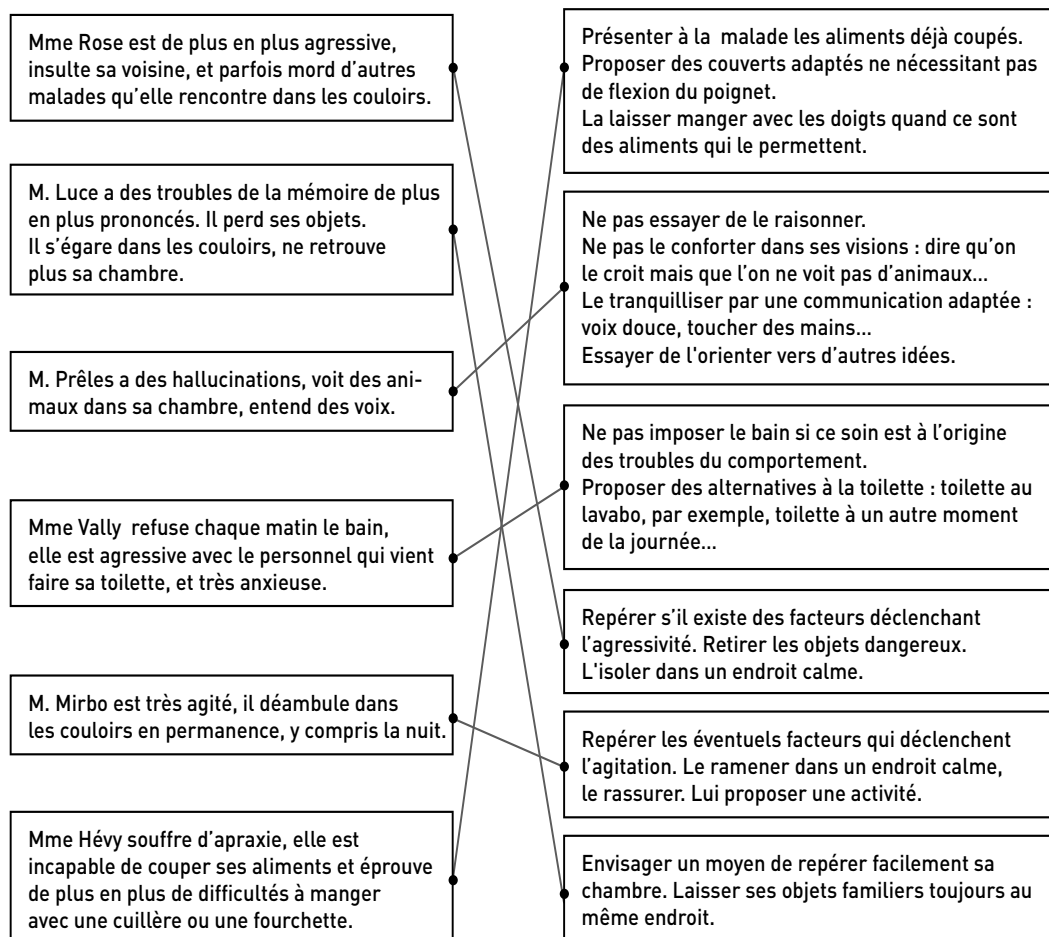 Mme Rose est de plus en plus agressive,
insulte sa voisine, et parfois mord d’autres
malades qu’elle rencontre dans les couloirs.
M. Luce a des troubles de la mémoire de plus
en plus prononcés. Il perd ses objets.
Il s’égare dans les couloirs, ne retrouve
plus sa chambre.
M. Prêles a des hallucinations, voit des ani-
maux dans sa chambre, entend des voix.
Mme Vally refuse chaque matin le bain,
elle est agressive avec le personnel qui vient
faire sa toilette, et très anxieuse.
M. Mirbo est très agité, il déambule dans
les couloirs en permanence, y compris la nuit.
Mme Hévy souffre d’apraxie, elle est
incapable de couper ses aliments et éprouve
de plus en plus de difficultés à manger
avec une cuillère ou une fourchette.
Présenter à la malade les aliments déjà coupés.
Proposer des couverts adaptés ne nécessitant pas
de flexion du poignet.
La laisser manger avec les doigts quand ce sont
des aliments qui le permettent.
Ne pas essayer de le raisonner.
Ne pas le conforter dans ses visions : dire qu’on
le croit mais que l’on ne voit pas d’animaux...
Le tranquilliser par une communication adaptée :
voix douce, toucher des mains...
Essayer de l'orienter vers d’autres idées.
Ne pas imposer le bain si ce soin est à l’origine
des troubles du comportement.
Proposer des alternatives à la toilette : toilette au
lavabo, par exemple, toilette à un autre moment
de la journée...
Repérer s’il existe des facteurs déclenchant
l’agressivité. Retirer les objets dangereux.
L'isoler dans un endroit calme.
Repérer les éventuels facteurs qui déclenchent
l’agitation. Le ramener dans un endroit calme,
le rassurer. Lui proposer une activité.
Envisager un moyen de repérer facilement sa
chambre. Laisser ses objets familiers toujours au
même endroit.